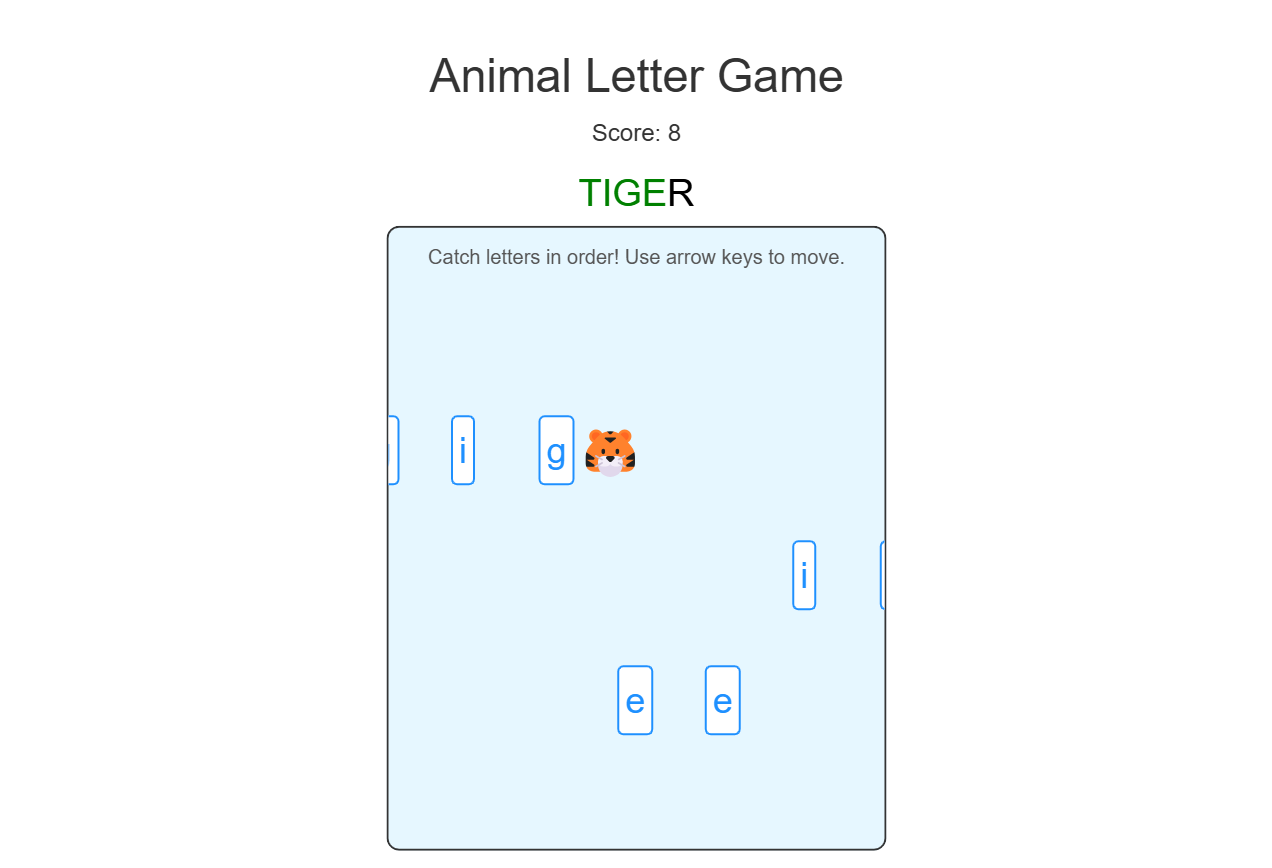 Animal Letter Game
Score: 8
TIGER
Catch letters in order! Use arrow keys to move.
i g
i
e e